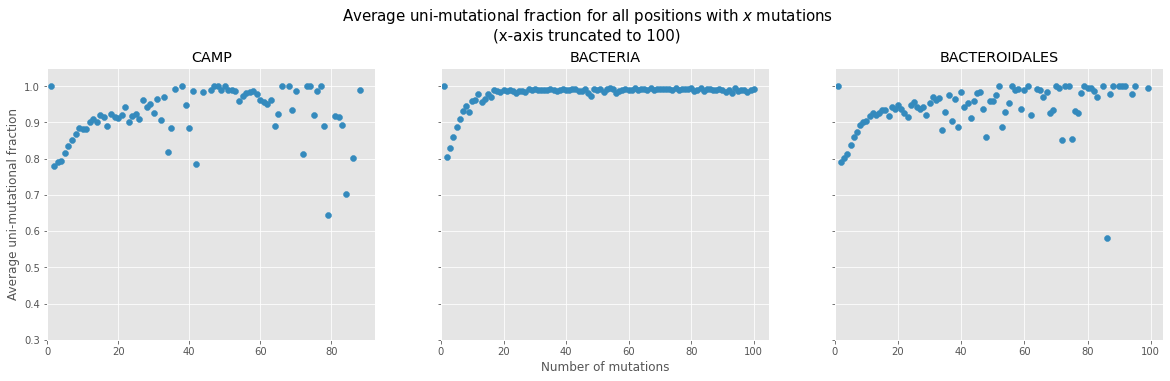 Average uni-mutational fraction for all positions with x mutations
(x-axis truncated to 100)
CAMP
BACTERIA
BACTEROIDALES
Average uni-mutational fraction
1.0
0.9
0.8
0.7
0.6
0.5
0.4
0.3
0 20 40 60 80
0 20 40 60 80 100
0 20 40 60 80 100
Number of mutations